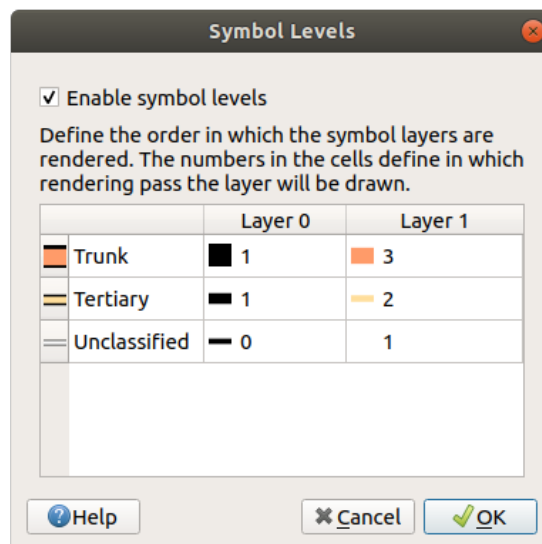 Symbol Levels
Enable symbol levels
Define the order in which the symbol layers are
rendered. The numbers in the cells define in which
rendering pass the layer will be drawn.
Layer 0 Layer 1
Trunk 1 3
Tertiary 1 2
Unclassified 0 1
Help Cancel OK